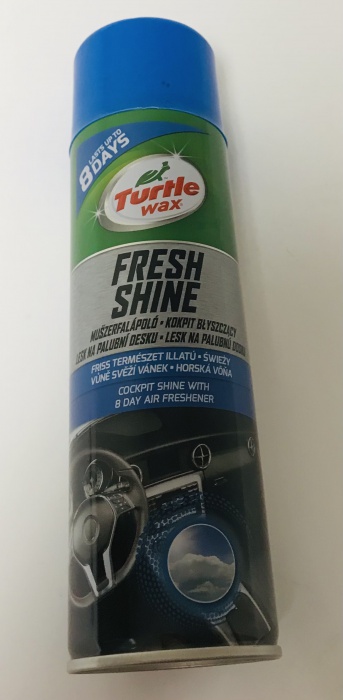 8 LASTS UP TO
DAYS
Turtle
wax
FRESH
SHINE
MŰSZERFALÁPOLÓ • KOKPIT BŁYSZCZĄCY
LESK NA PALUBNÍ DESKU • LESK NA PALUBNÚ DESKU
FRISS TERMÉSZET ILLATÚ • ŚWIEŻY
VŮNĚ SVĚŽÍ VÁNEK • HORSKÁ VÔŇA
COCKPIT SHINE WITH
8 DAY AIR FRESHENER